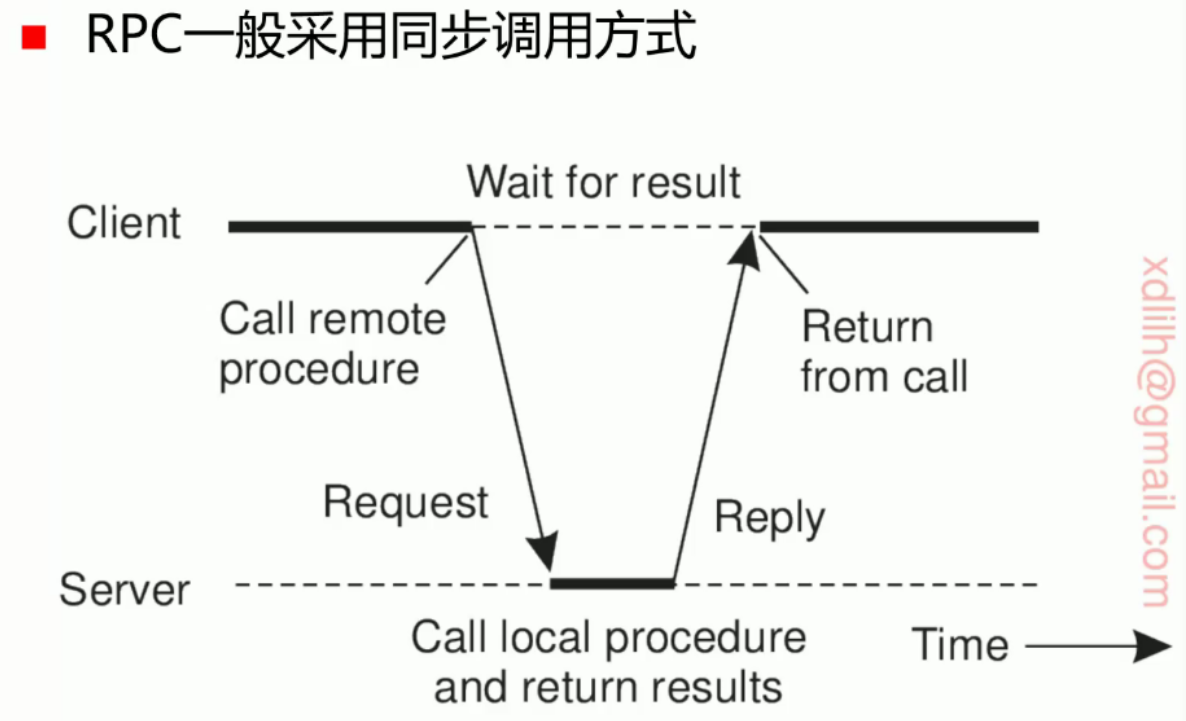 RPC一般采用同步调用方式
Wait for result
Client
Call remote
procedure
Return
from call
Request
Reply
Server
Call local procedure
and return results
Time
xdlilh@gmail.com